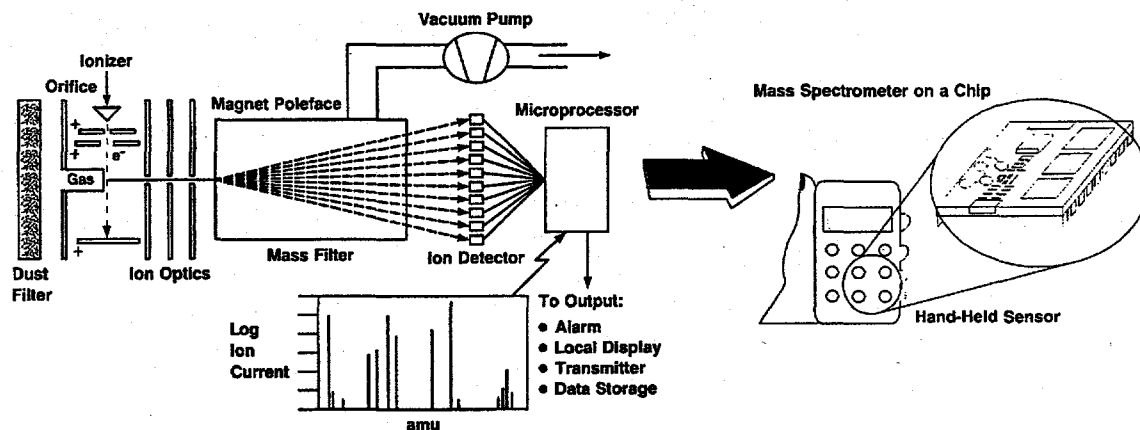 Vacuum Pump
Ionizer
Orifice
Magnet Poleface
Microprocessor
Mass Spectrometer on a Chip
+
+
e⁻
Gas
+
Mass Filter
Ion Detector
Dust
Filter
Ion Optics
To Output:
Log
Ion
Current
● Alarm
● Local Display
● Transmitter
● Data Storage
Hand-Held Sensor
amu